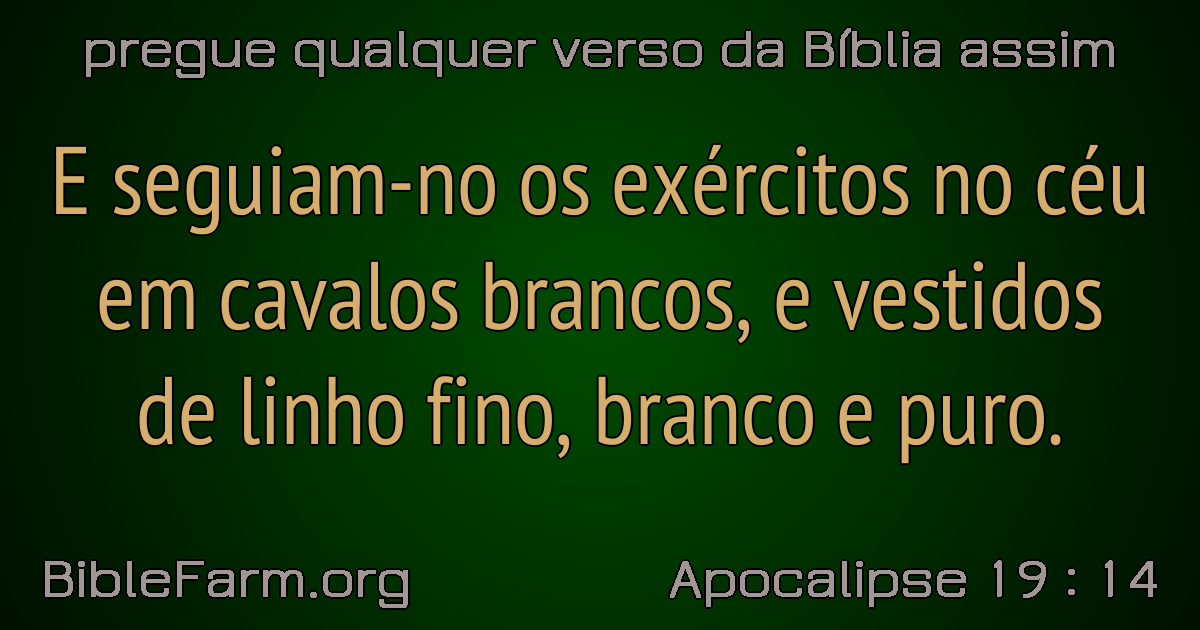 pregue qualquer verso da Bíblia assim
E seguiam-no os exércitos no céu
em cavalos brancos, e vestidos
de linho fino, branco e puro.
BibleFarm.org
Apocalipse 19 : 14